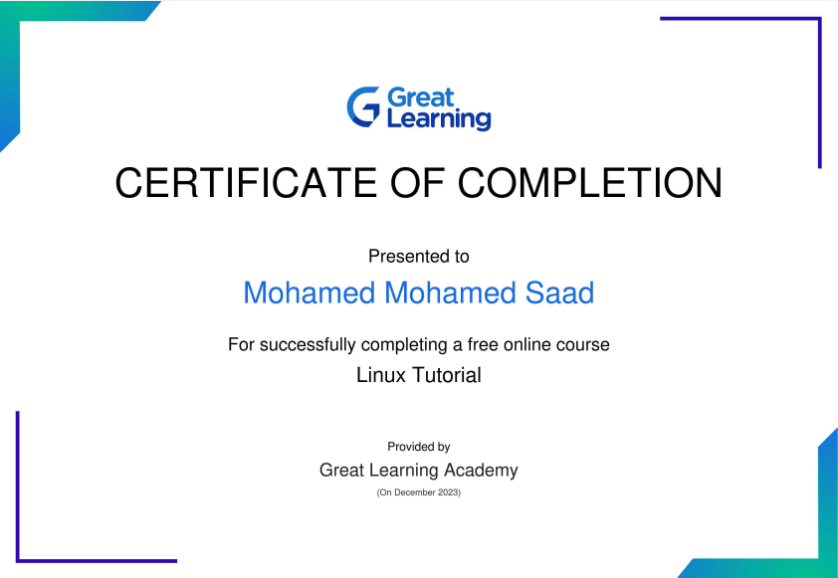 Great
Learning
CERTIFICATE OF COMPLETION
Presented to
Mohamed Mohamed Saad
For successfully completing a free online course
Linux Tutorial
Provided by
Great Learning Academy
(On December 2023)